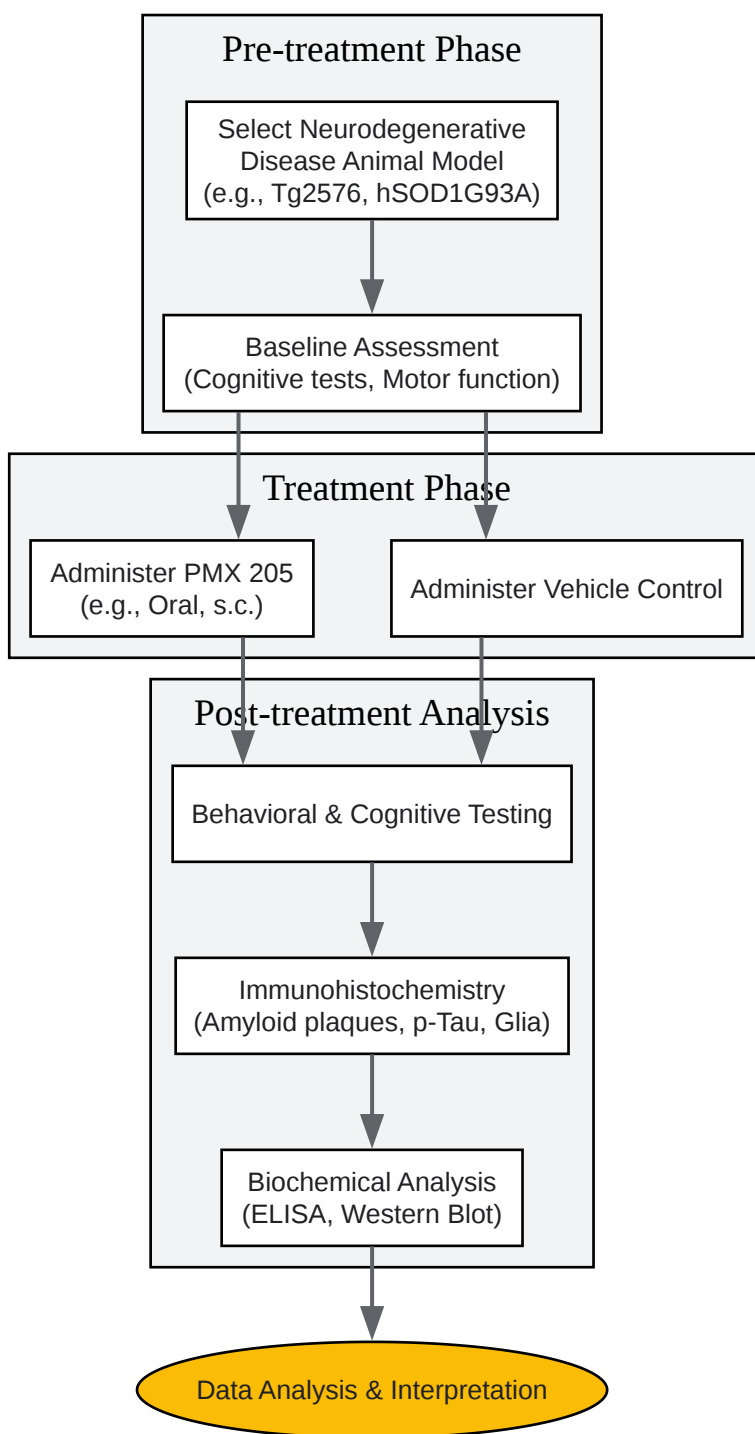 Pre-treatment Phase
Select Neurodegenerative
Disease Animal Model
(e.g., Tg2576, hSOD1G93A)
Baseline Assessment
(Cognitive tests, Motor function)
Treatment Phase
Administer PMX 205
(e.g., Oral, s.c.)
Administer Vehicle Control
Post-treatment Analysis
Behavioral & Cognitive Testing
Immunohistochemistry
(Amyloid plaques, p-Tau, Glia)
Biochemical Analysis
(ELISA, Western Blot)
Data Analysis & Interpretation